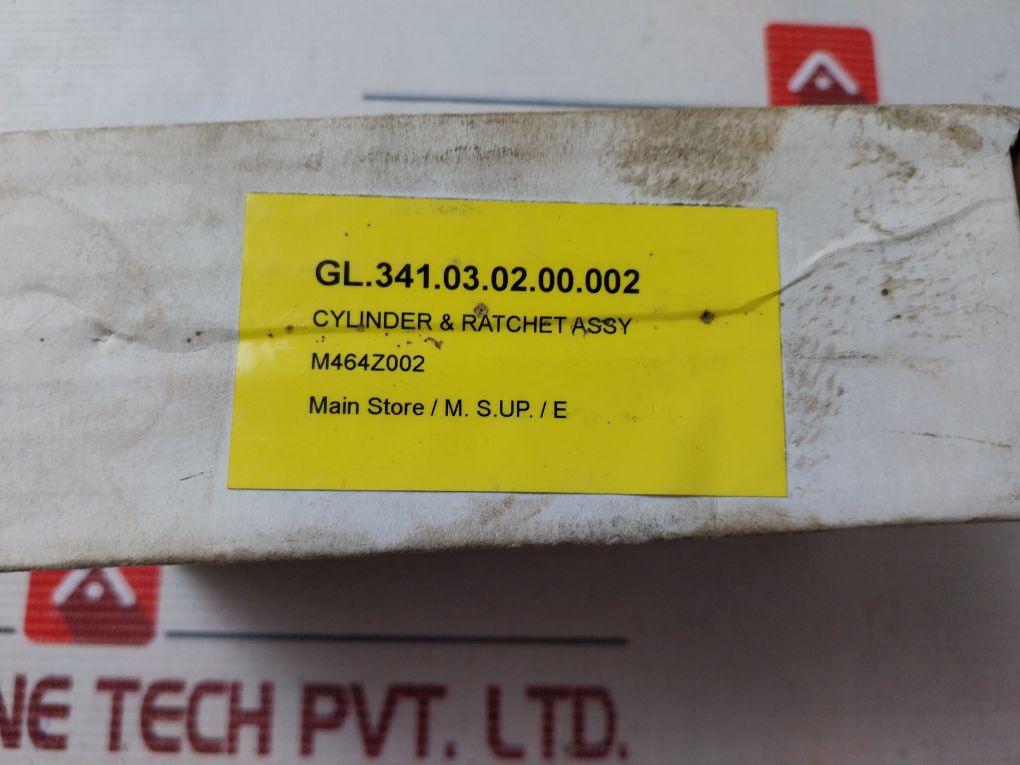 GL.341.03.02.00.002
CYLINDER & RATCHET ASSY
M464Z002
Main Store / M. S.UP. / E
NE TECH PVT. LTD.